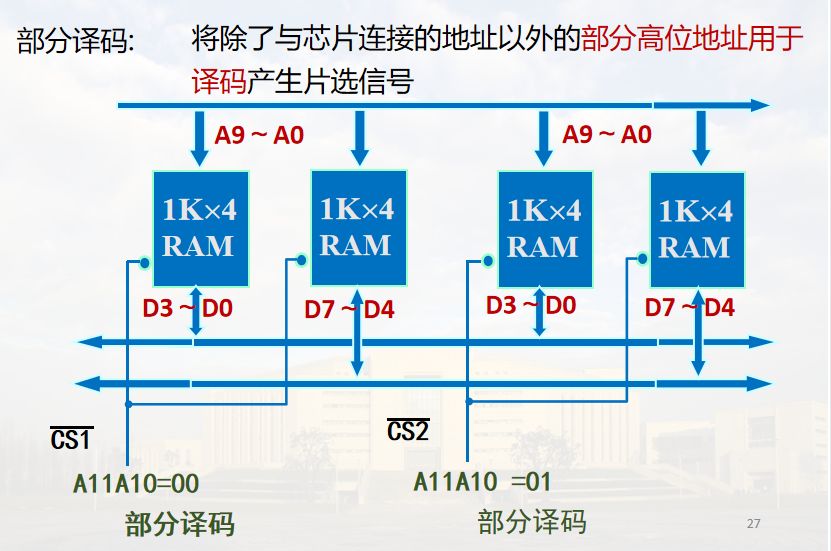 部分译码:
将除了与芯片连接的地址以外的部分高位地址用于
译码产生片选信号
A9 ~ A0
A9 ~ A0
1K×4
RAM
1K×4
RAM
1K×4
RAM
1K×4
RAM
D3 ~ D0
D7 ~ D4
D3 ~ D0
D7 ~ D4
CS1
CS2
A11A10=00
A11A10 =01
部分译码
部分译码
27